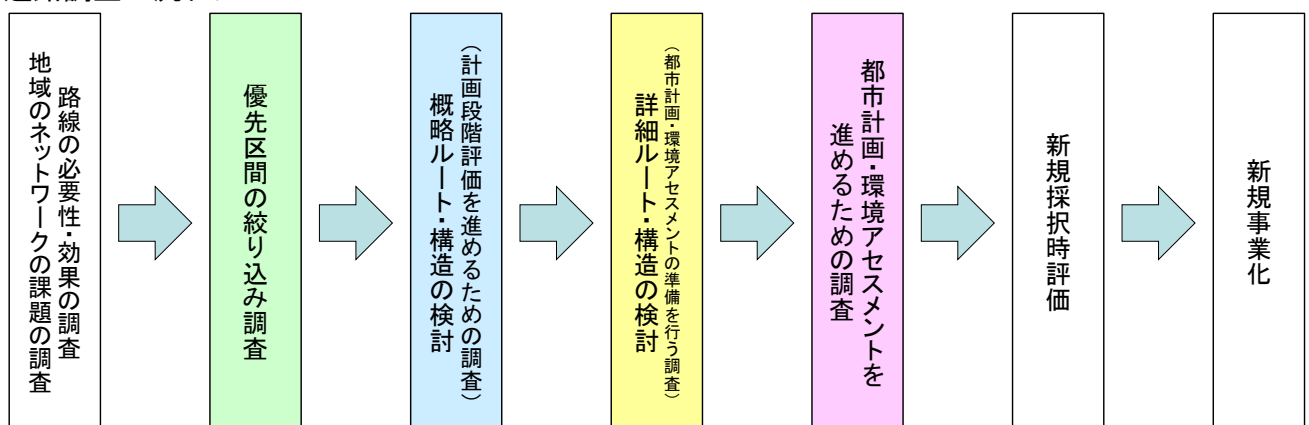 路線の必要性・効果の調査
地域のネットワークの課題の調査
優先区間の絞り込み調査
（計画段階評価を進めるための調査）
概略ルート・構造の検討
（都市計画・環境アセスメントの準備を行う調査）
詳細ルート・構造の検討
都市計画・環境アセスメントを
進めるための調査
新規採択時評価
新規事業化